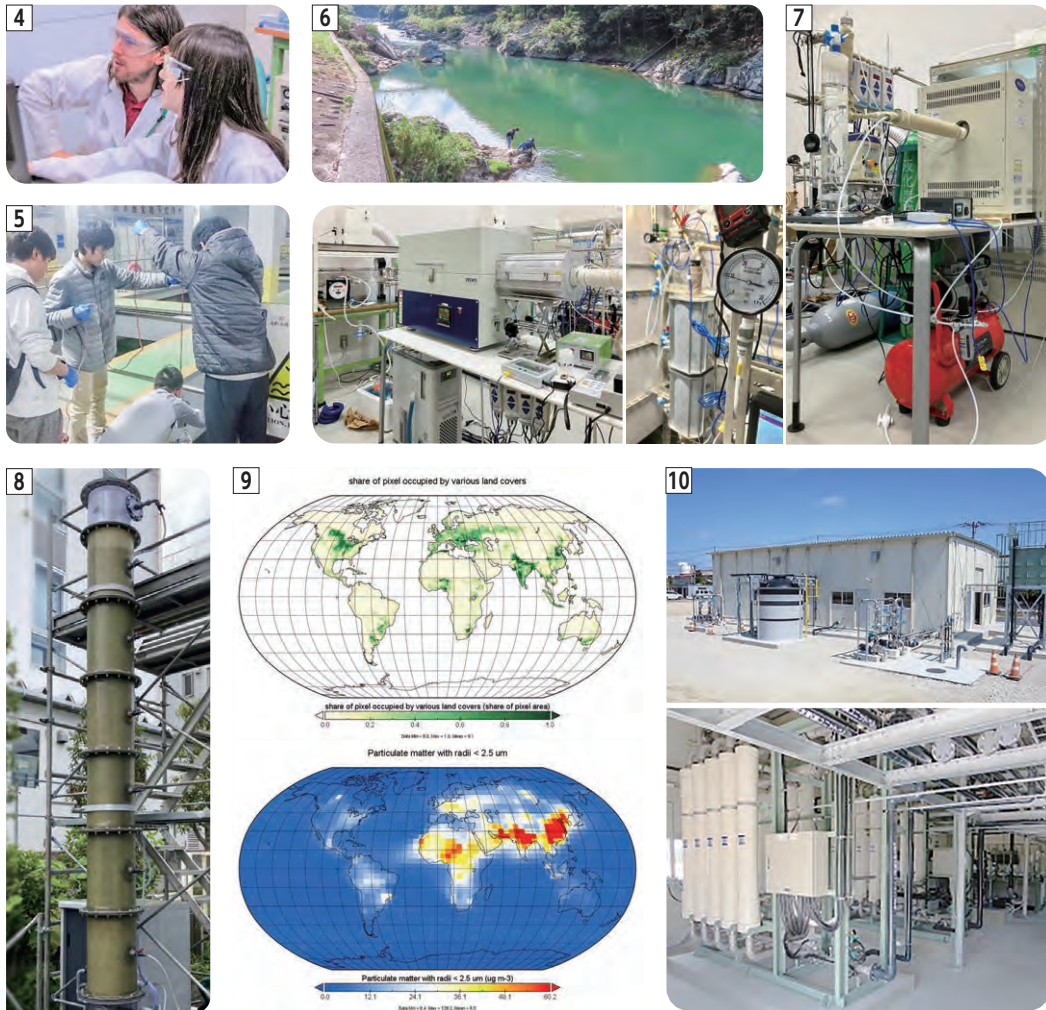 4
6
7
5
心
TION
8
9
share of pixel occupied by various land covers
share of pixel occupied by various land covers (share of pixel area)
0.0 0.2 0.4 0.6 0.8 1.0
Particulate matter with radii < 2.5 um
Particulate matter with radii < 2.5 um (ug m-3)
0.0 12.1 24.1 36.1 48.1 60.2
10